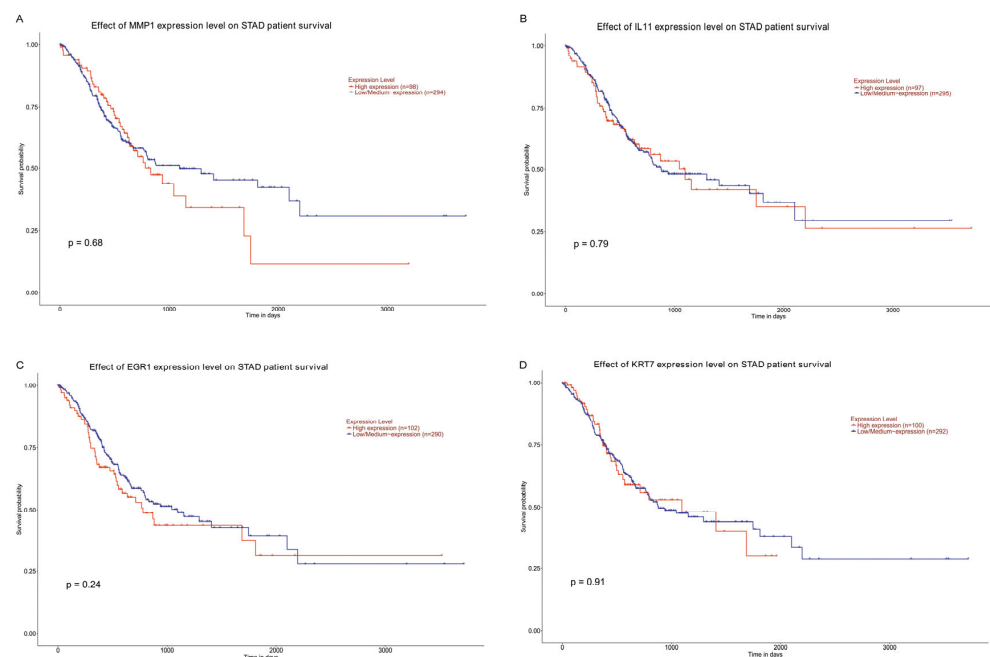 A
Effect of MMP1 expression level on STAD patient survival
1.00
0.75
0.50
0.25
0.00
Survival probability
Expression Level
High expression (n=98)
Low/Medium-expression (n=294)
p = 0.68
0
1000
2000
3000
Time in days
B
Effect of IL11 expression level on STAD patient survival
1.00
0.75
0.50
0.25
0.00
Survival probability
Expression Level
High expression (n=97)
Low/Medium-expression (n=295)
p = 0.79
0
1000
2000
3000
Time in days
C
Effect of EGR1 expression level on STAD patient survival
1.00
0.75
0.50
0.25
0.00
Survival probability
Expression Level
High expression (n=102)
Low/Medium-expression (n=290)
p = 0.24
0
1000
2000
3000
Time in days
D
Effect of KRT7 expression level on STAD patient survival
1.00
0.75
0.50
0.25
0.00
Survival probability
Expression Level
High expression (n=100)
Low/Medium-expression (n=292)
p = 0.91
0
1000
2000
3000
Time in days